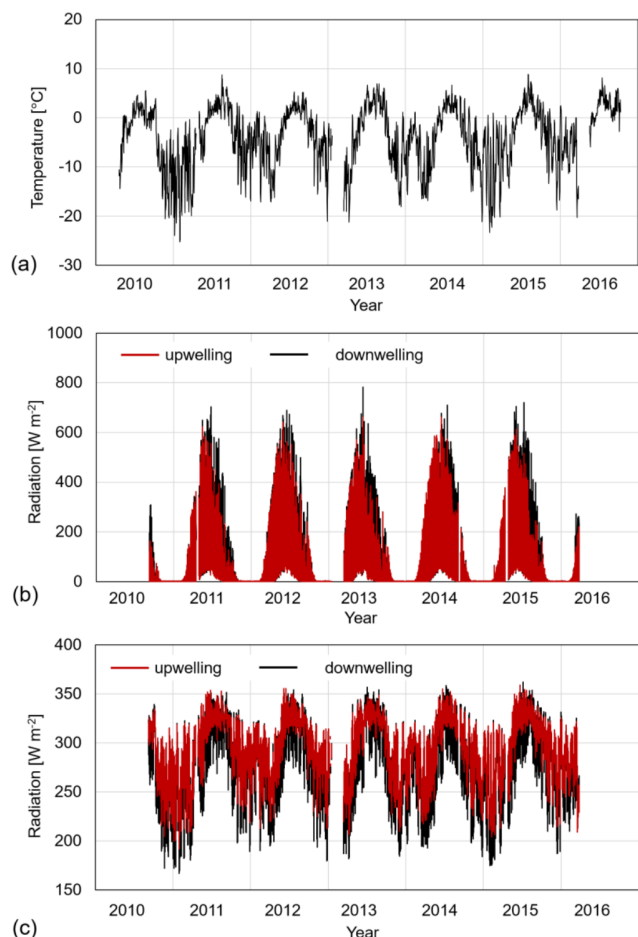 20
10
0
-10
-20
-30
Temperature [°C]
2010 2011 2012 2013 2014 2015 2016
Year
(a)
1000
800
600
400
200
0
Radiation [W m-2]
upwelling downwelling
2010 2011 2012 2013 2014 2015 2016
Year
(b)
400
350
300
250
200
150
Radiation [W m-2]
upwelling downwelling
2010 2011 2012 2013 2014 2015 2016
Year
(c)